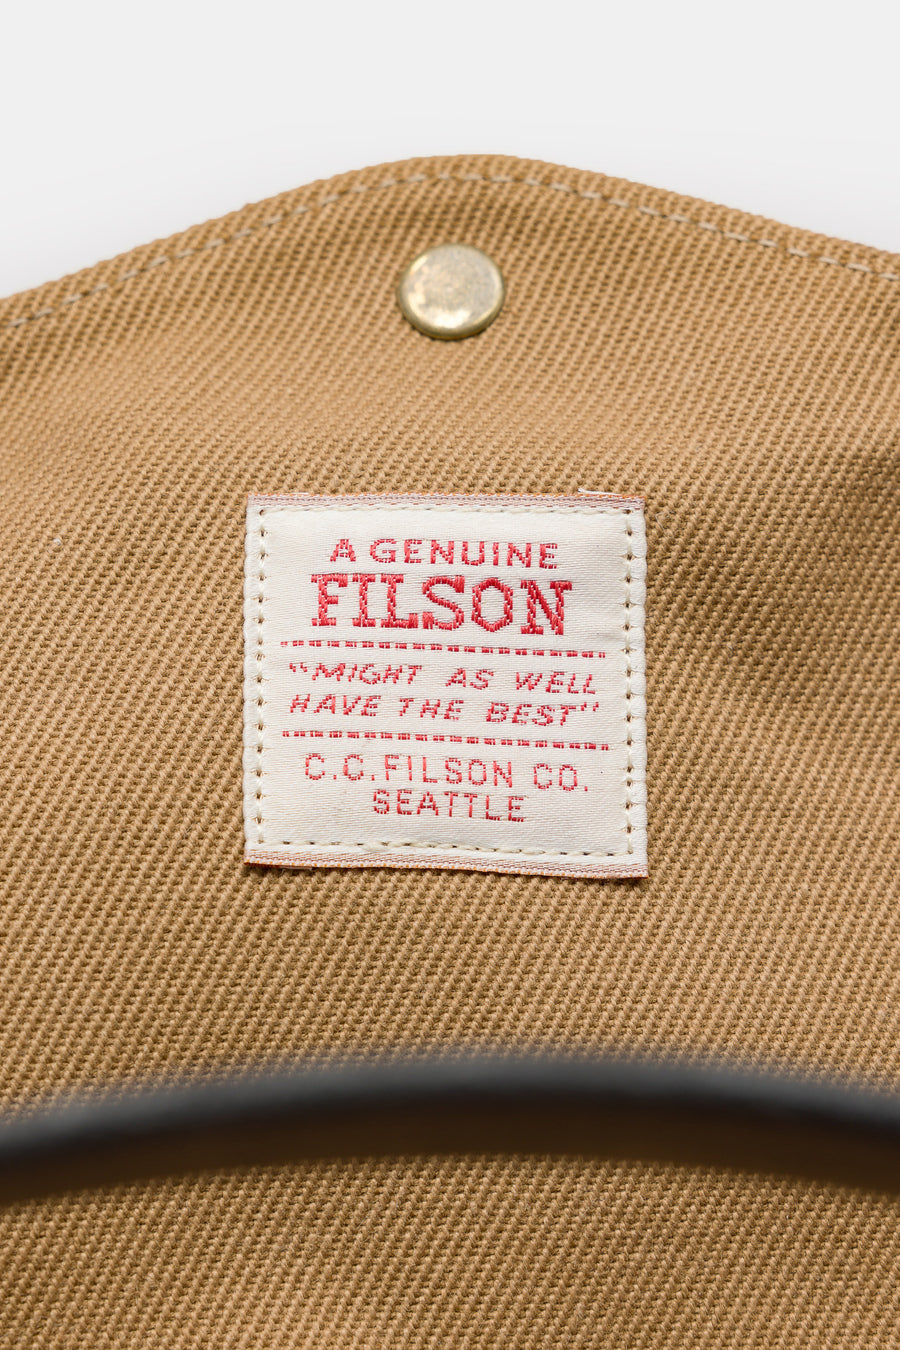 A GENUINE
FILSON
"MIGHT AS WELL
HAVE THE BEST"
C.C. FILSON CO.
SEATTLE